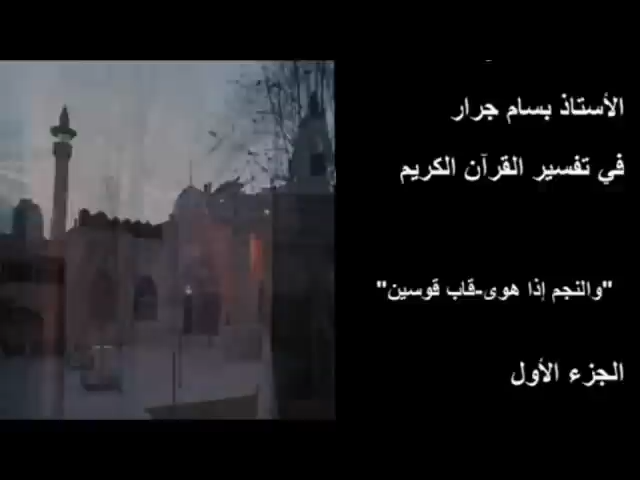 الأستاذ بسام جرار
في تفسير القرآن الكريم
"والنجم إذا هوى-قاب قوسين"
الجزء الأول